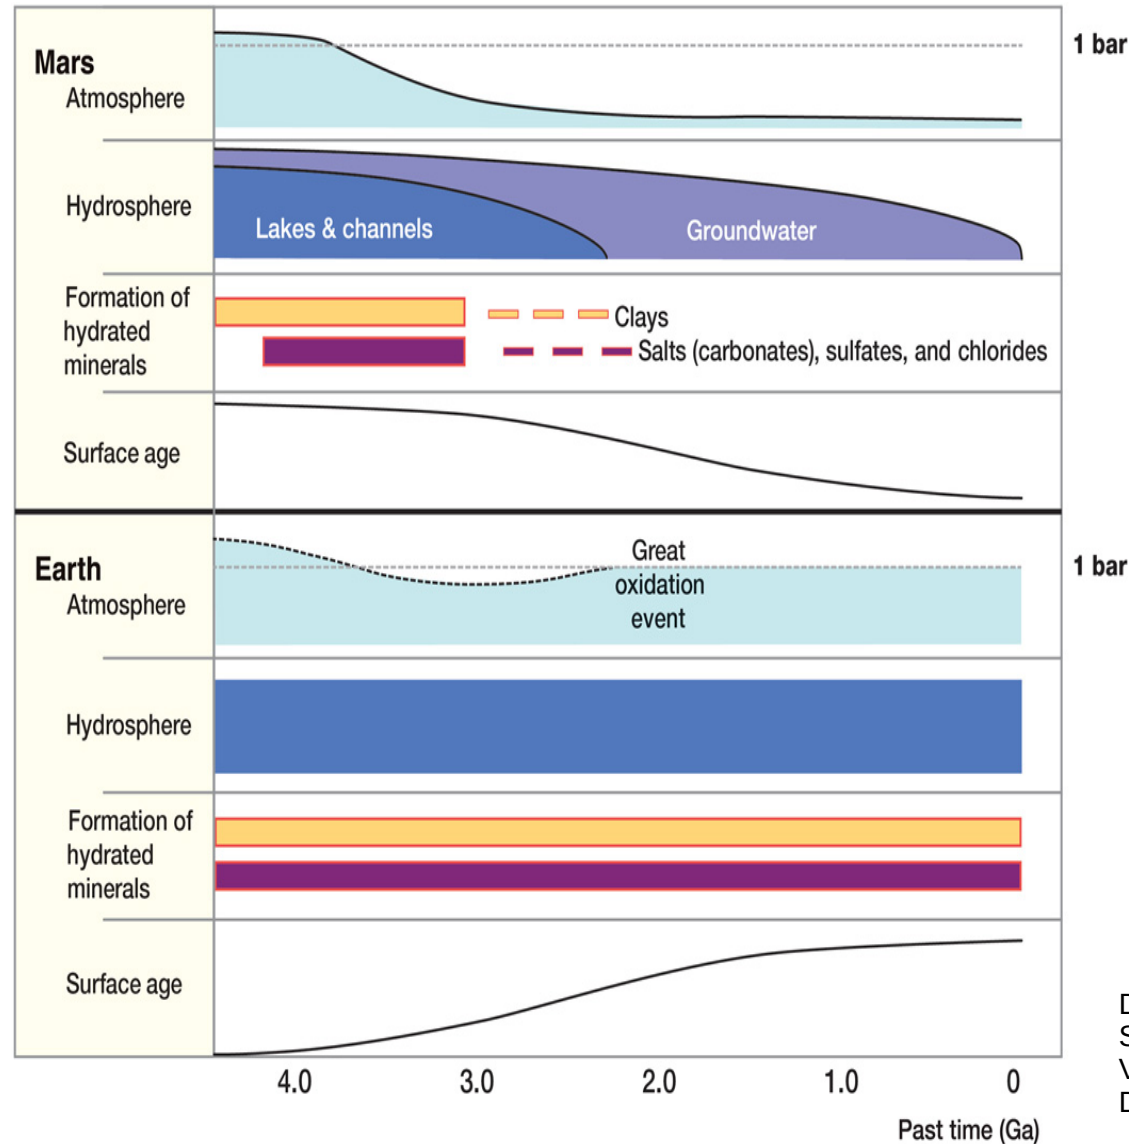 Mars
Atmosphere
1 bar
Hydrosphere
Lakes & channels
Groundwater
Formation of
hydrated
minerals
Clays
Salts (carbonates), sulfates, and chlorides
Surface age
Earth
Atmosphere
Great
oxidation
event
1 bar
Hydrosphere
Formation of
hydrated
minerals
Surface age
4.0 3.0 2.0 1.0 0
Past time (Ga)